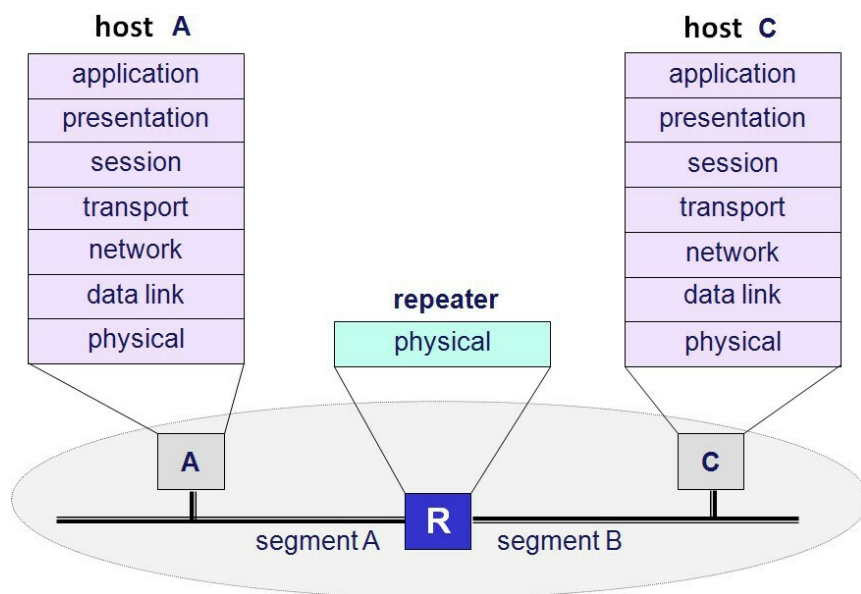 host A
application
presentation
session
transport
network
data link
physical
repeater
physical
host C
application
presentation
session
transport
network
data link
physical
A
R
C
segment A
segment B